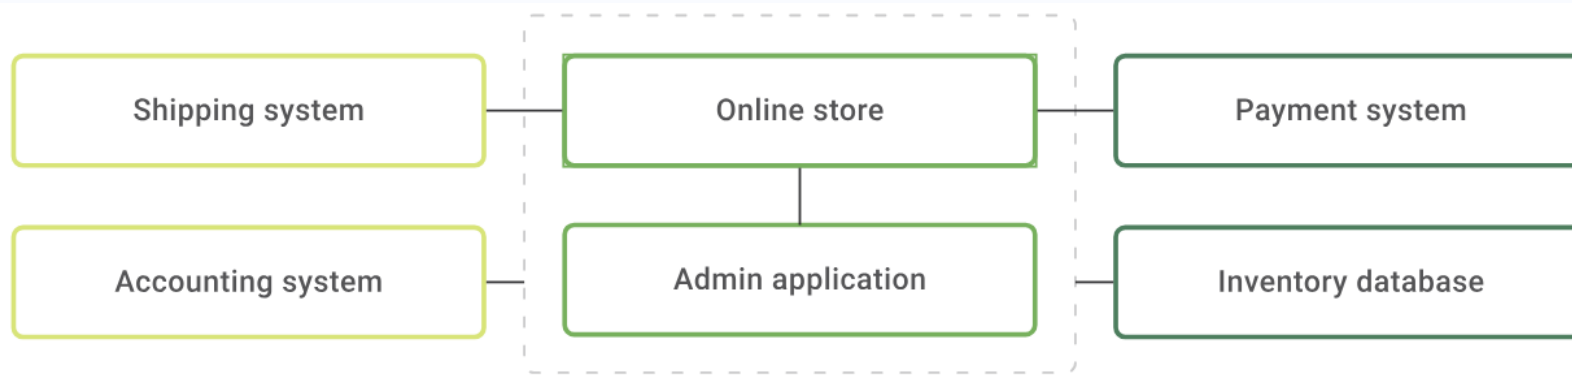 Shipping system
Online store
Payment system
Accounting system
Admin application
Inventory database